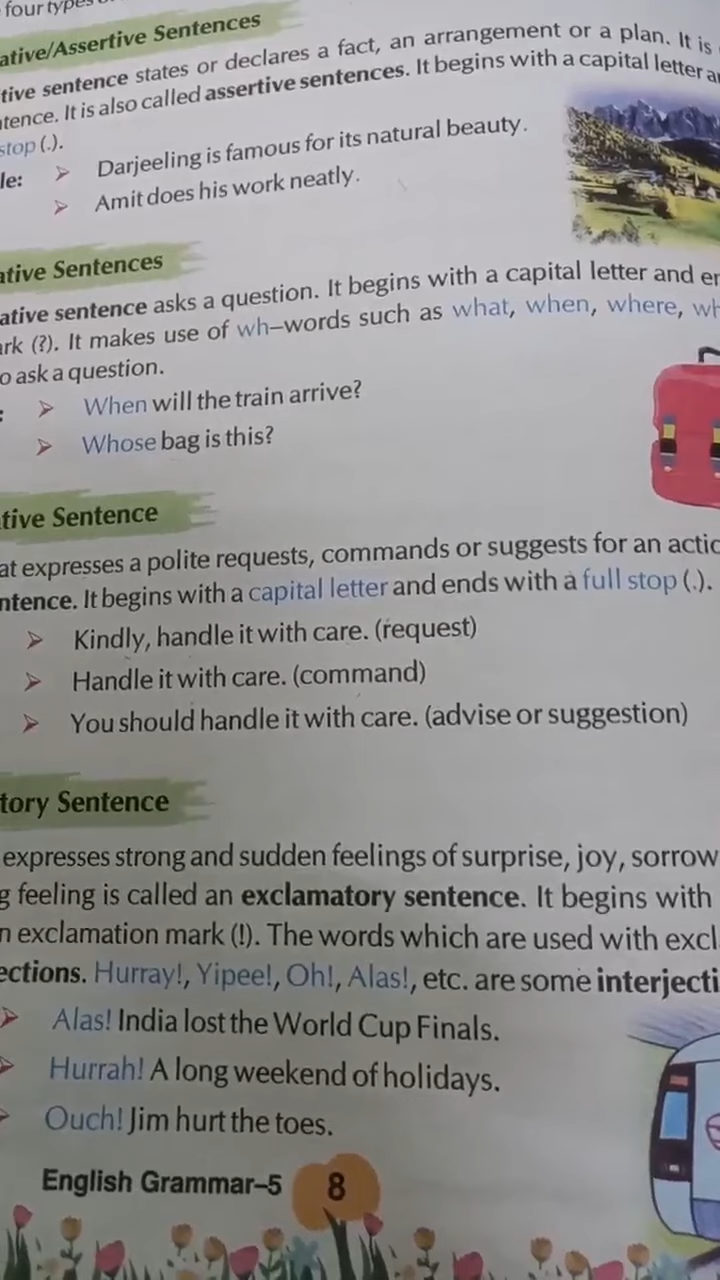 four types
ative/Assertive Sentences
tive sentence states or declares a fact, an arrangement or a plan. It is
tence. It is also called assertive sentences. It begins with a capital letter
stop (.).
le: Darjeeling is famous for its natural beauty.
Amit does his work neatly.
ative Sentences
ative sentence asks a question. It begins with a capital letter and
rk (?). It makes use of wh–words such as what, when, where,
o ask a question.
: When will the train arrive?
Whose bag is this?
tive Sentence
at expresses a polite requests, commands or suggests for an actio
ntence. It begins with a capital letter and ends with a full stop (.).
Kindly, handle it with care. (request)
Handle it with care. (command)
You should handle it with care. (advise or suggestion)
tory Sentence
expresses strong and sudden feelings of surprise, joy, sorrow
g feeling is called an exclamatory sentence. It begins with
n exclamation mark (!). The words which are used with excl
ections. Hurray!, Yipee!, Oh!, Alas!, etc. are some interjecti
Alas! India lost the World Cup Finals.
Hurrah! A long weekend of holidays.
Ouch! Jim hurt the toes.
English Grammar–5 8